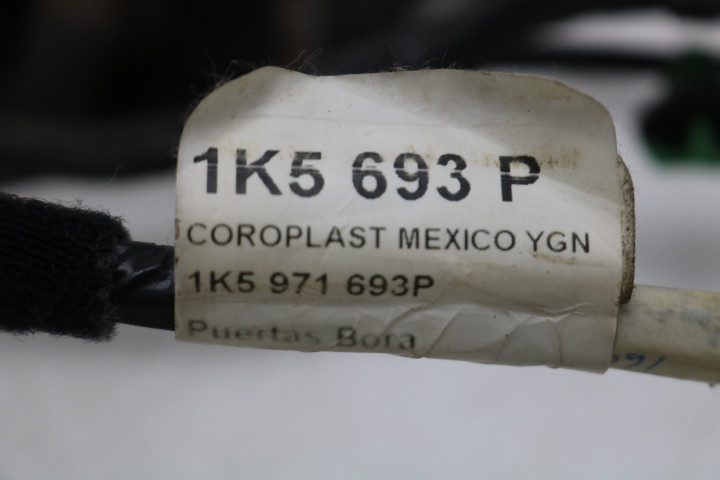 1K5 693 P
COROPLAST MEXICO YGN
1K5 971 693P
Puertas Bora